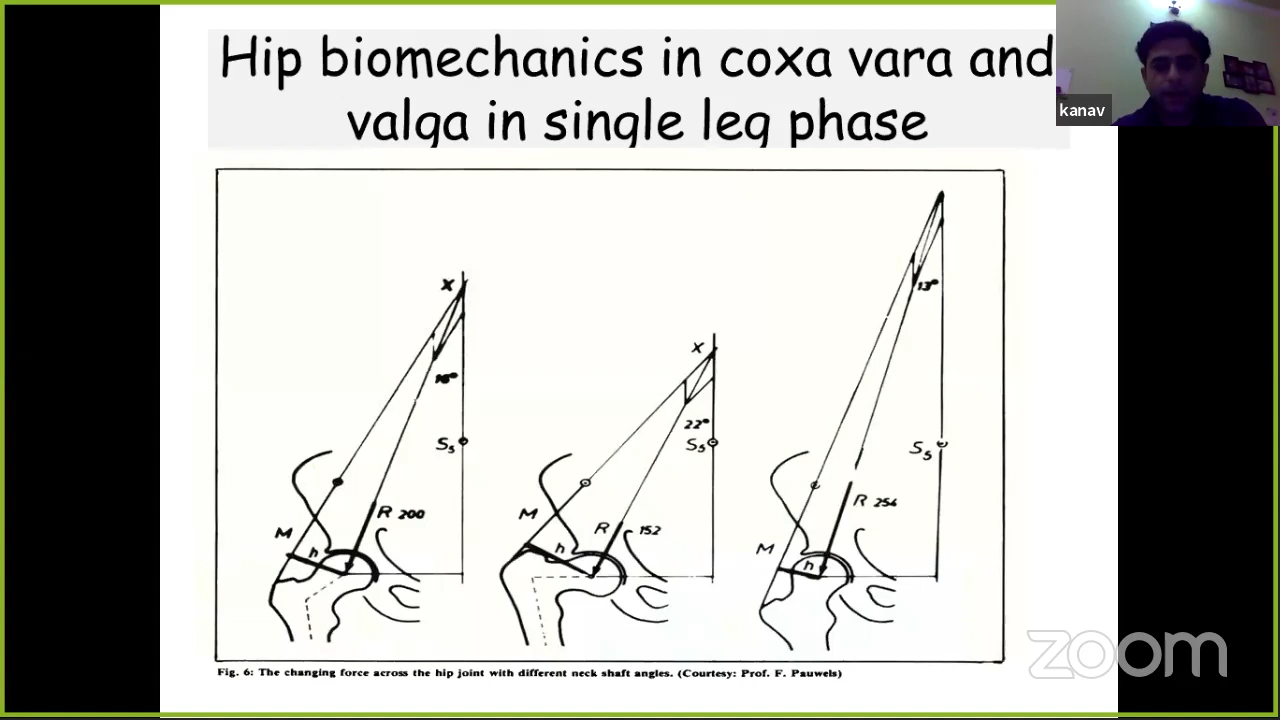 Hip biomechanics in coxa vara and
valga in single leg phase
kanav
X
16°
S5
R 200
M
h
X
22°
S5
M
h
R 152
13°
S5
R 254
M
h
Fig. 6: The changing force across the hip joint with different neck shaft angles. (Courtesy: Prof. F. Pauwels)
zoom